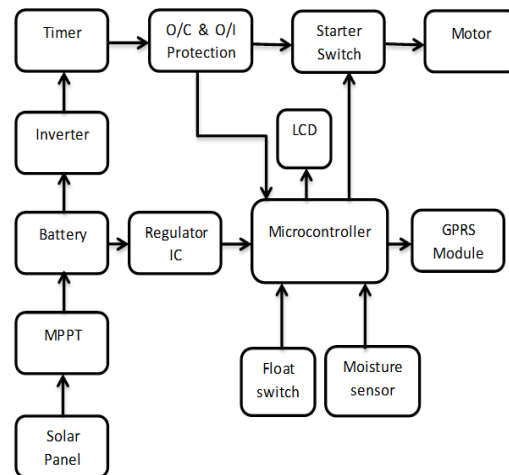 Timer
O/C & O/I
Protection
Starter
Switch
Motor
Inverter
LCD
Battery
Regulator
IC
Microcontroller
GPRS
Module
MPPT
Float
switch
Moisture
sensor
Solar
Panel